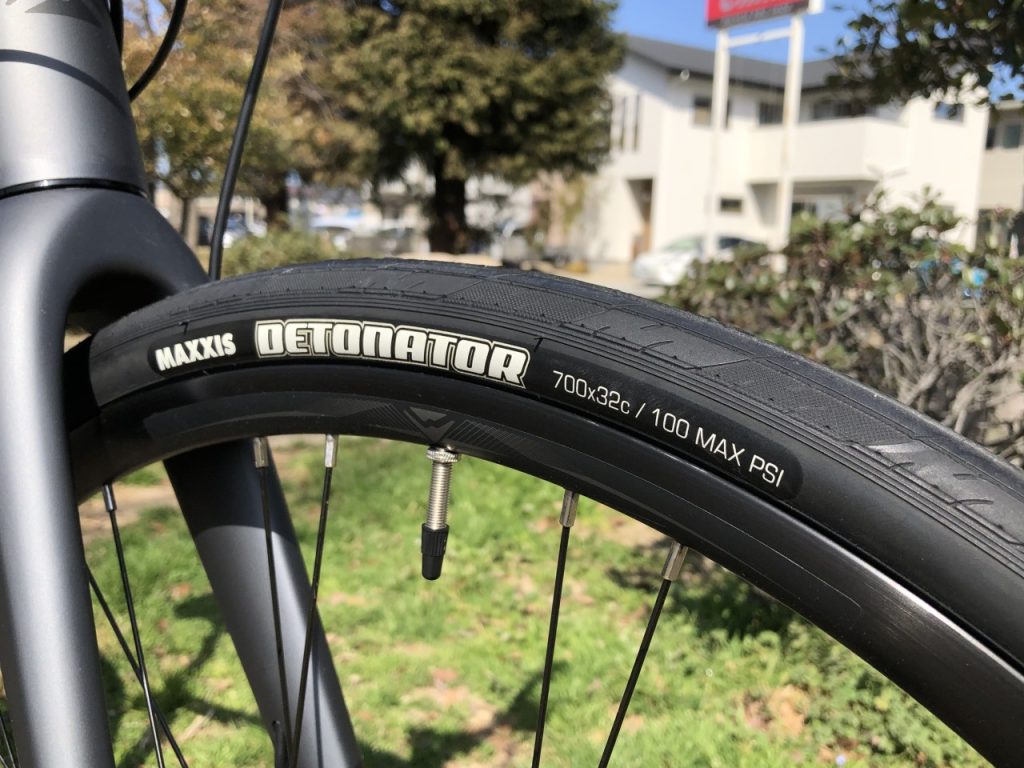 MAXXIS DETONATOR 700x32c / 100 MAX PSI